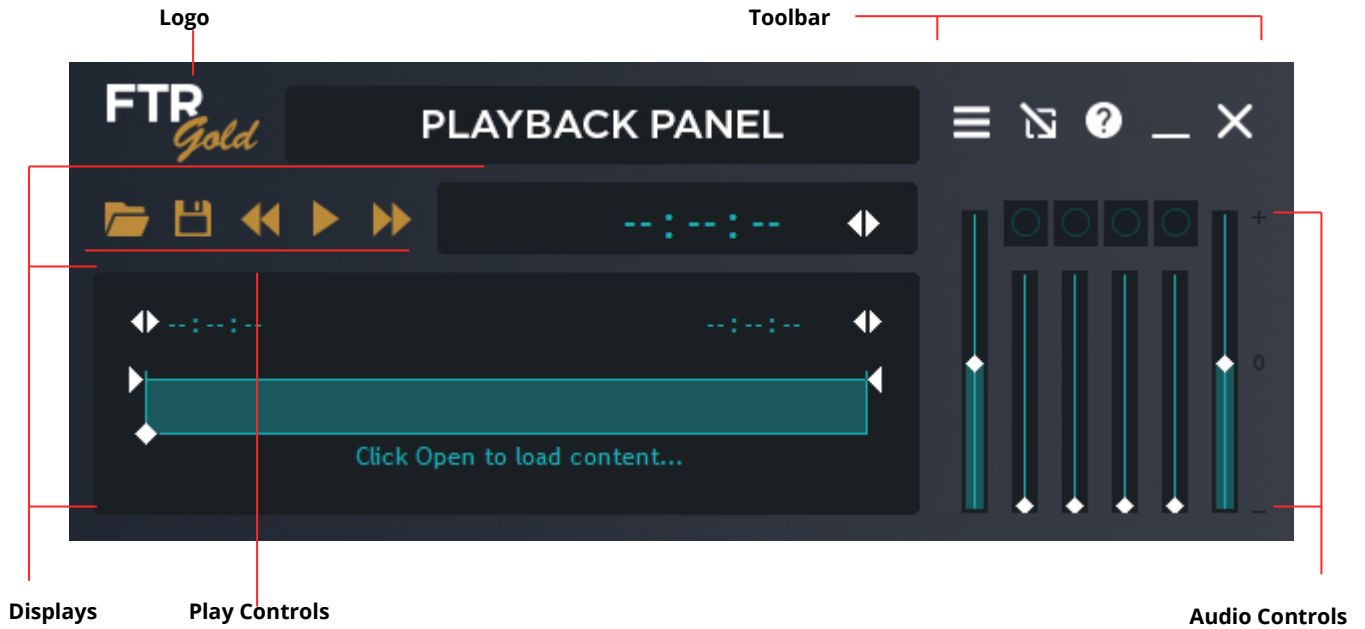 Logo
Toolbar
FTR
Gold
PLAYBACK PANEL
?
--:--:--
+
--:--:--
--:--:--
0
Click Open to load content...
–
Displays
Play Controls
Audio Controls